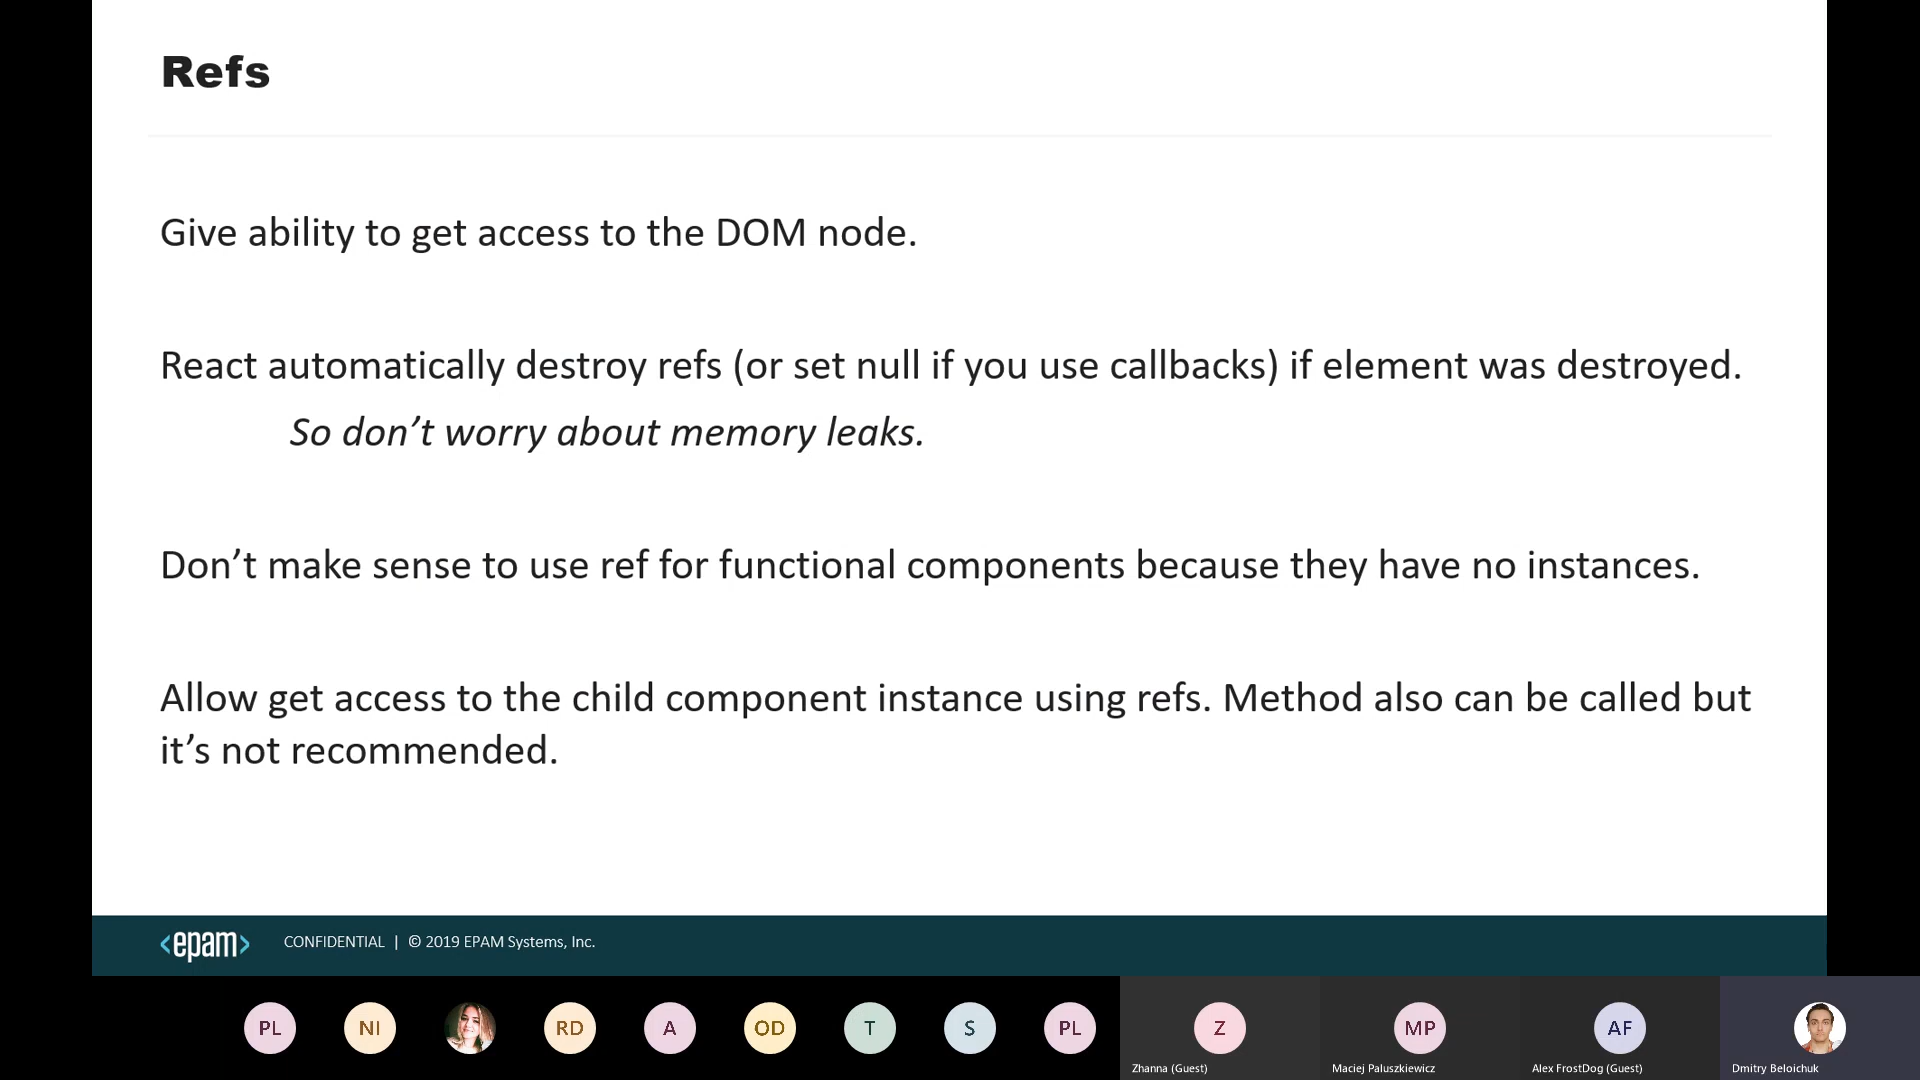 Refs
Give ability to get access to the DOM node.
React automatically destroy refs (or set null if you use callbacks) if element was destroyed.
So don’t worry about memory leaks.
Don’t make sense to use ref for functional components because they have no instances.
Allow get access to the child component instance using refs. Method also can be called but
it’s not recommended.
<epam> CONFIDENTIAL | © 2019 EPAM Systems, Inc.
PL NI RD A OD T S PL Z MP AF
Zhanna (Guest) Maciej Paluszkiewicz Alex FrostDog (Guest) Dmitry Beloichuk